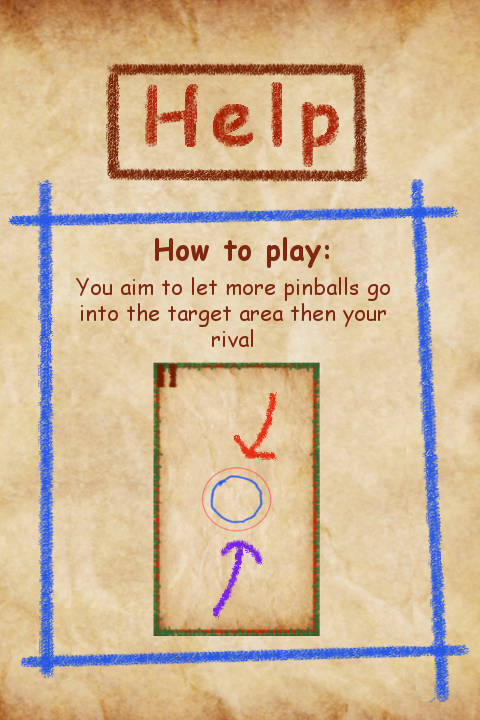 Help
How to play:
You aim to let more pinballs go
into the target area then your
rival